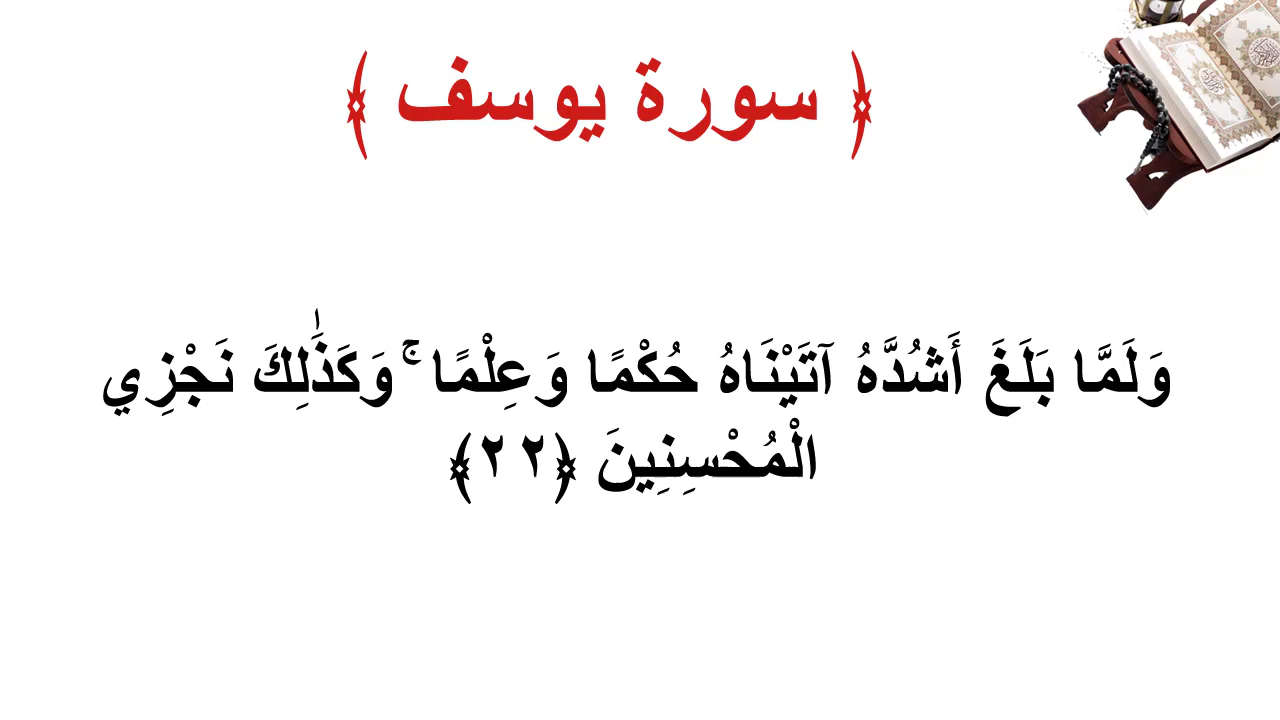 ﴿ سورة يوسف ﴾
وَلَمَّا بَلَغَ أَشُدَّهُ آتَيْنَاهُ حُكْمًا وَعِلْمًا ۚ وَكَذَٰلِكَ نَجْزِي
الْمُحْسِنِينَ ﴿٢٢﴾